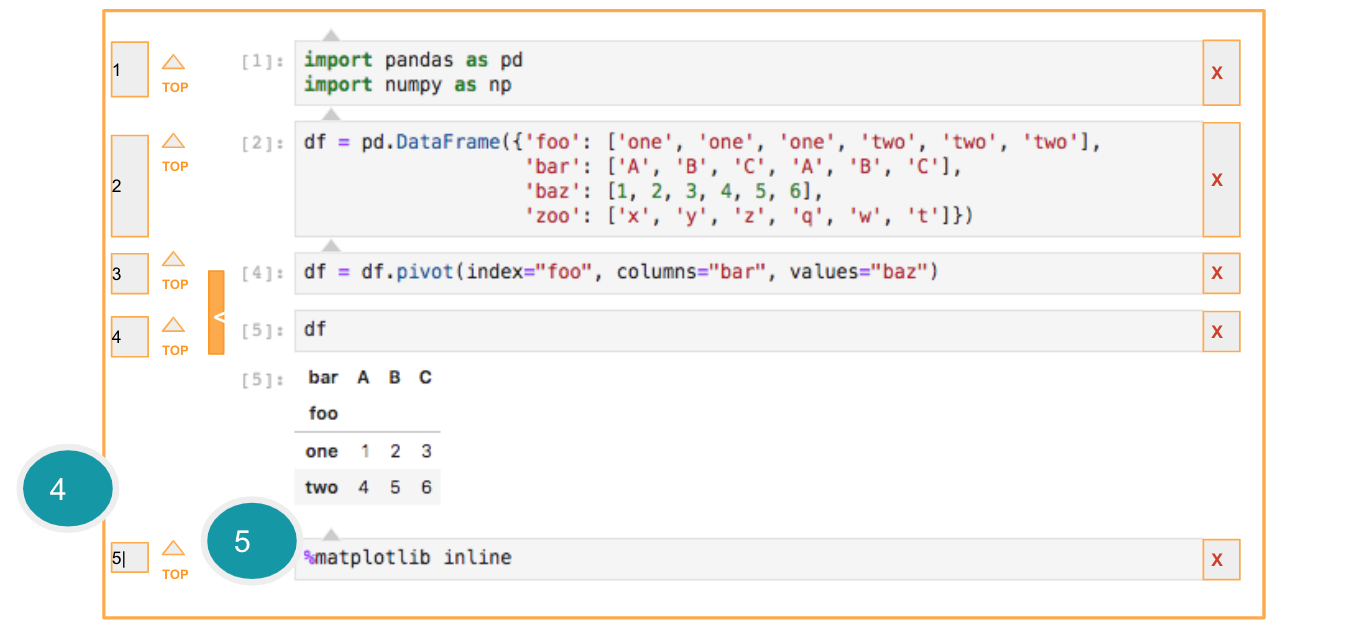 1
TOP
[1]:
import pandas as pd
import numpy as np
X
2
TOP
[2]:
df = pd.DataFrame({'foo': ['one', 'one', 'one', 'two', 'two', 'two'],
'bar': ['A', 'B', 'C', 'A', 'B', 'C'],
'baz': [1, 2, 3, 4, 5, 6],
'zoo': ['x', 'y', 'z', 'q', 'w', 't']})
X
3
TOP
[4]:
df = df.pivot(index="foo", columns="bar", values="baz")
X
<
4
TOP
[5]:
df
X
[5]:
bar A B C
foo
one 1 2 3
two 4 5 6
4
5
5|
TOP
%matplotlib inline
X